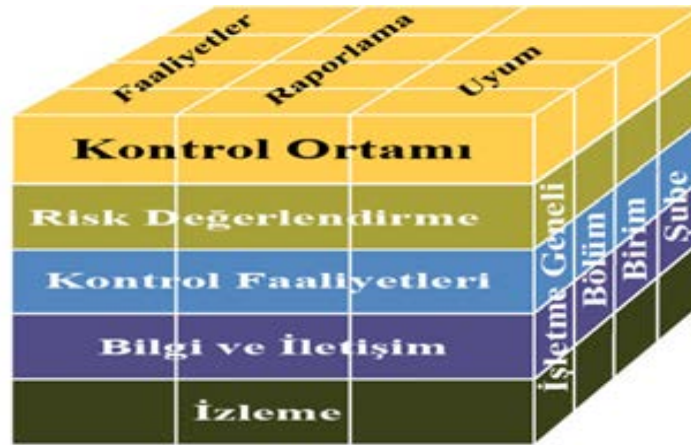 Faaliyetler
Raporlama
Uyum
Kontrol Ortamı
Risk Değerlendirme
Kontrol Faaliyetleri
Bilgi ve İletişim
İzleme
İşletme Geneli
Bölüm
Birim
Şube